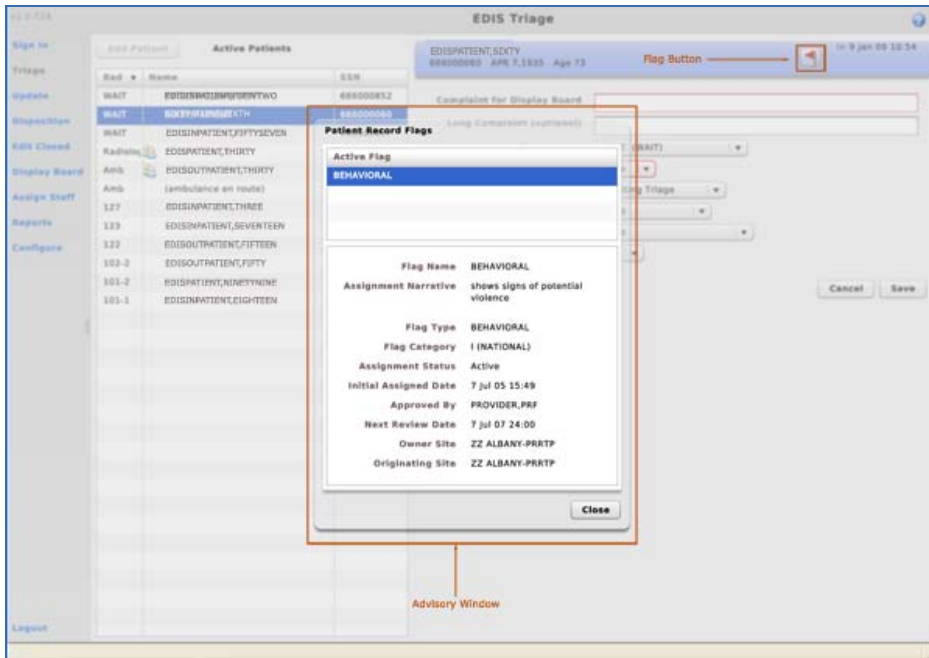 EDIS Triage
Sign In
Triage
Update
Disposition
Edit Closed
Display Board
Assign Staff
Reports
Configure
Logout
Add Patient
Active Patients
Bed Name SSN
WAIT 666000852
WAIT 666000060
WAIT EDISINPATIENT,FIFTYSEVEN
EDISPATIENT,THIRTY
Amb EDISOUTPATIENT,THIRTY
Amb (ambulance en route)
127 EDISINPATIENT,THREE
123 EDISINPATIENT,SEVENTEEN
122 EDISOUTPATIENT,FIFTEEN
102-2 EDISOUTPATIENT,FIFTY
101-2 EDISPATIENT,NINETYNINE
101-1 EDISINPATIENT,EIGHTEEN
EDISPATIENT,SIXTY
666000060 APR 7,1935 Age 73
Flag Button
In 9 Jan 09 10:54
Complaint for Display Board
Long Complaint (optional)
(WAIT)
Triage
Cancel Save
Patient Record Flags
Active Flag
BEHAVIORAL
Flag Name BEHAVIORAL
Assignment Narrative shows signs of potential
violence
Flag Type BEHAVIORAL
Flag Category I (NATIONAL)
Assignment Status Active
Initial Assigned Date 7 Jul 05 15:49
Approved By PROVIDER,PRF
Next Review Date 7 Jul 07 24:00
Owner Site ZZ ALBANY-PRRTP
Originating Site ZZ ALBANY-PRRTP
Close
Advisory Window